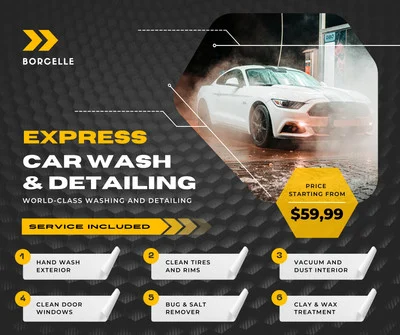 BORCELLE
EXPRESS
CAR WASH
& DETAILING
WORLD-CLASS WASHING AND DETAILING
PRICE
STARTING FROM
$59,99
SERVICE INCLUDED
1 HAND WASH
EXTERIOR
2 CLEAN TIRES
AND RIMS
3 VACUUM AND
DUST INTERIOR
4 CLEAN DOOR
WINDOWS
5 BUG & SALT
REMOVER
6 CLAY & WAX
TREATMENT